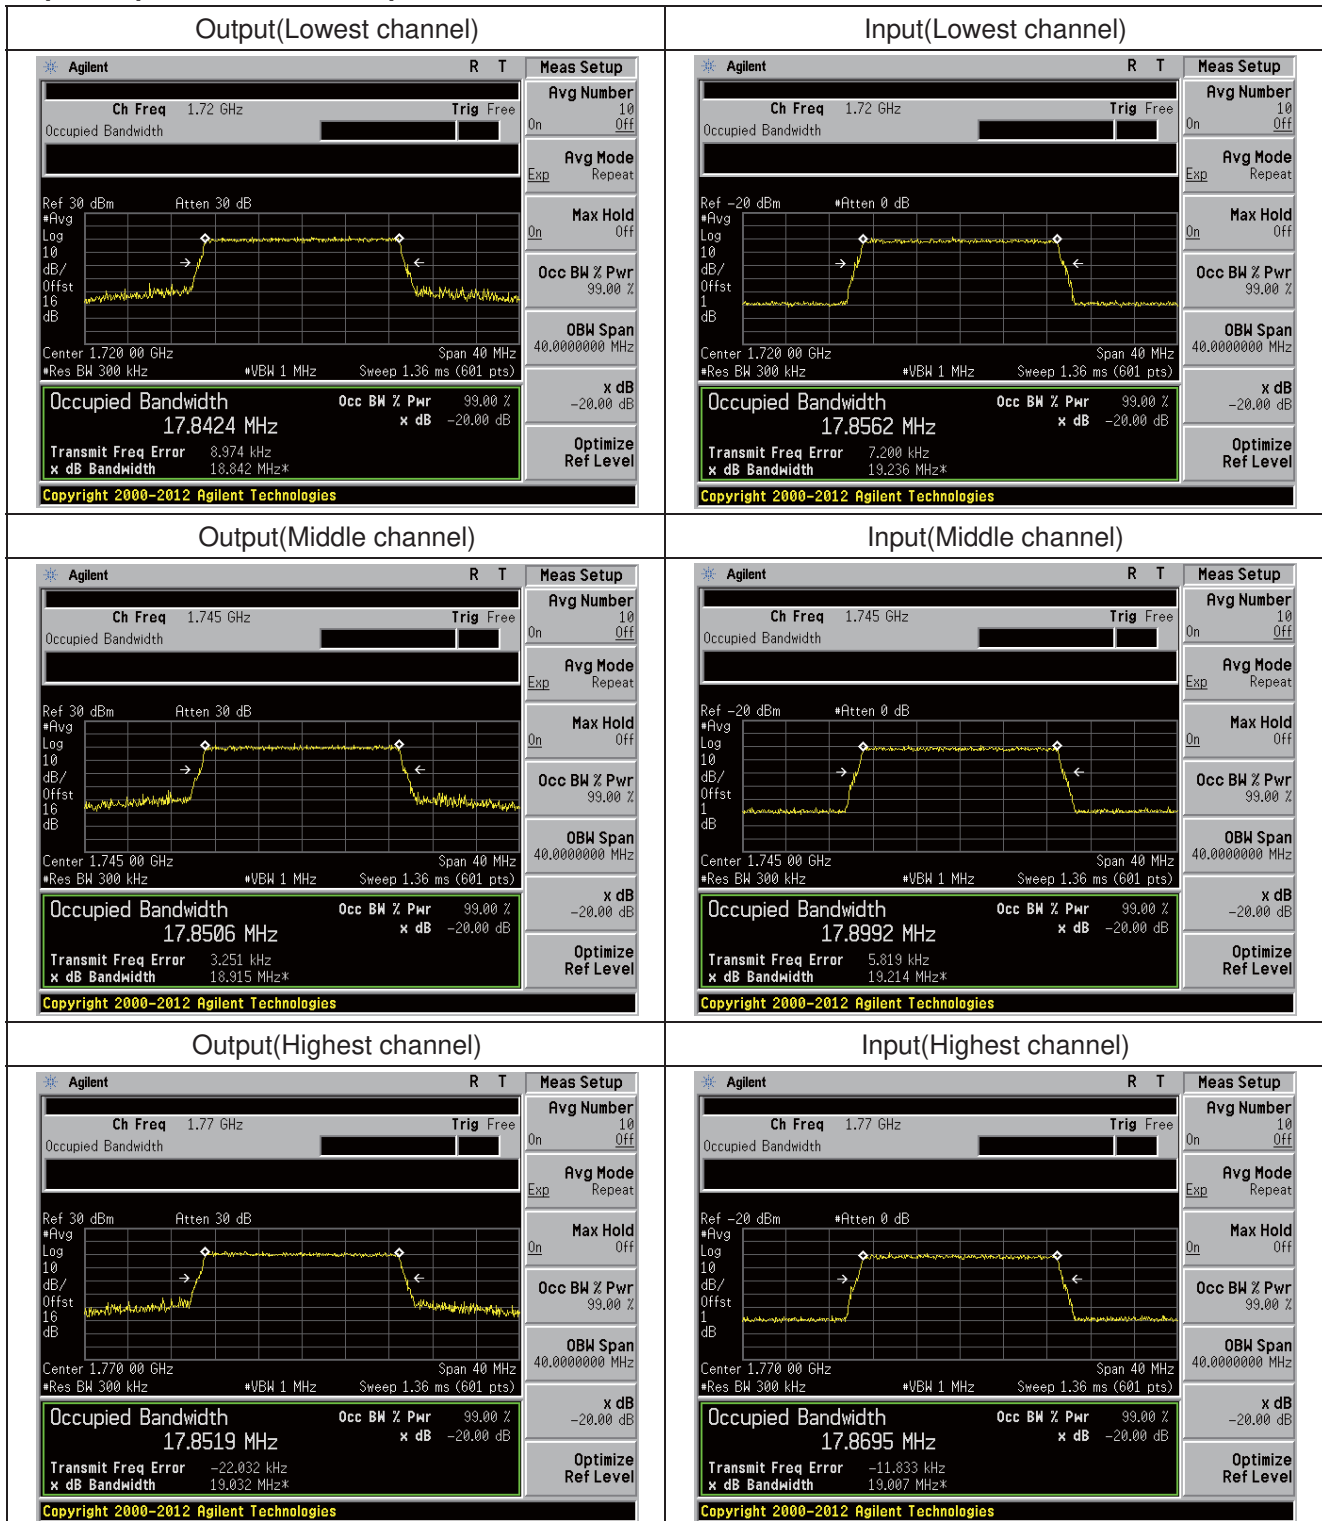 Output(Lowest channel)
Input(Lowest channel)
Agilent R T Meas Setup
Ch Freq 1.72 GHz Trig Free
Occupied Bandwidth
Avg Number
10
On Off
Avg Mode
Exp Repeat
Ref 30 dBm Atten 30 dB
#Avg
Log
10
dB/
Offst
16
dB
Max Hold
On Off
Occ BW % Pwr
99.00 %
OBW Span
40.0000000 MHz
Center 1.720 00 GHz Span 40 MHz
#Res BW 300 kHz #VBW 1 MHz Sweep 1.36 ms (601 pts)
x dB
-20.00 dB
Occupied Bandwidth Occ BW % Pwr 99.00 %
17.8424 MHz x dB -20.00 dB
Transmit Freq Error 8.974 kHz
x dB Bandwidth 18.842 MHz*
Optimize
Ref Level
Copyright 2000-2012 Agilent Technologies
Agilent R T Meas Setup
Ch Freq 1.72 GHz Trig Free
Occupied Bandwidth
Avg Number
10
On Off
Avg Mode
Exp Repeat
Ref -20 dBm #Atten 0 dB
#Avg
Log
10
dB/
Offst
1
dB
Max Hold
On Off
Occ BW % Pwr
99.00 %
OBW Span
40.0000000 MHz
Center 1.720 00 GHz Span 40 MHz
#Res BW 300 kHz #VBW 1 MHz Sweep 1.36 ms (601 pts)
x dB
-20.00 dB
Occupied Bandwidth Occ BW % Pwr 99.00 %
17.8562 MHz x dB -20.00 dB
Transmit Freq Error 7.200 kHz
x dB Bandwidth 19.236 MHz*
Optimize
Ref Level
Copyright 2000-2012 Agilent Technologies
Output(Middle channel)
Input(Middle channel)
Agilent R T Meas Setup
Ch Freq 1.745 GHz Trig Free
Occupied Bandwidth
Avg Number
10
On Off
Avg Mode
Exp Repeat
Ref 30 dBm Atten 30 dB
#Avg
Log
10
dB/
Offst
16
dB
Max Hold
On Off
Occ BW % Pwr
99.00 %
OBW Span
40.0000000 MHz
Center 1.745 00 GHz Span 40 MHz
#Res BW 300 kHz #VBW 1 MHz Sweep 1.36 ms (601 pts)
x dB
-20.00 dB
Occupied Bandwidth Occ BW % Pwr 99.00 %
17.8506 MHz x dB -20.00 dB
Transmit Freq Error 3.251 kHz
x dB Bandwidth 18.915 MHz*
Optimize
Ref Level
Copyright 2000-2012 Agilent Technologies
Agilent R T Meas Setup
Ch Freq 1.745 GHz Trig Free
Occupied Bandwidth
Avg Number
10
On Off
Avg Mode
Exp Repeat
Ref -20 dBm #Atten 0 dB
#Avg
Log
10
dB/
Offst
1
dB
Max Hold
On Off
Occ BW % Pwr
99.00 %
OBW Span
40.0000000 MHz
Center 1.745 00 GHz Span 40 MHz
#Res BW 300 kHz #VBW 1 MHz Sweep 1.36 ms (601 pts)
x dB
-20.00 dB
Occupied Bandwidth Occ BW % Pwr 99.00 %
17.8992 MHz x dB -20.00 dB
Transmit Freq Error 5.819 kHz
x dB Bandwidth 19.214 MHz*
Optimize
Ref Level
Copyright 2000-2012 Agilent Technologies
Output(Highest channel)
Input(Highest channel)
Agilent R T Meas Setup
Ch Freq 1.77 GHz Trig Free
Occupied Bandwidth
Avg Number
10
On Off
Avg Mode
Exp Repeat
Ref 30 dBm Atten 30 dB
#Avg
Log
10
dB/
Offst
16
dB
Max Hold
On Off
Occ BW % Pwr
99.00 %
OBW Span
40.0000000 MHz
Center 1.770 00 GHz Span 40 MHz
#Res BW 300 kHz #VBW 1 MHz Sweep 1.36 ms (601 pts)
x dB
-20.00 dB
Occupied Bandwidth Occ BW % Pwr 99.00 %
17.8519 MHz x dB -20.00 dB
Transmit Freq Error -22.032 kHz
x dB Bandwidth 19.032 MHz*
Optimize
Ref Level
Copyright 2000-2012 Agilent Technologies
Agilent R T Meas Setup
Ch Freq 1.77 GHz Trig Free
Occupied Bandwidth
Avg Number
10
On Off
Avg Mode
Exp Repeat
Ref -20 dBm #Atten 0 dB
#Avg
Log
10
dB/
Offst
1
dB
Max Hold
On Off
Occ BW % Pwr
99.00 %
OBW Span
40.0000000 MHz
Center 1.770 00 GHz Span 40 MHz
#Res BW 300 kHz #VBW 1 MHz Sweep 1.36 ms (601 pts)
x dB
-20.00 dB
Occupied Bandwidth Occ BW % Pwr 99.00 %
17.8695 MHz x dB -20.00 dB
Transmit Freq Error -11.833 kHz
x dB Bandwidth 19.007 MHz*
Optimize
Ref Level
Copyright 2000-2012 Agilent Technologies